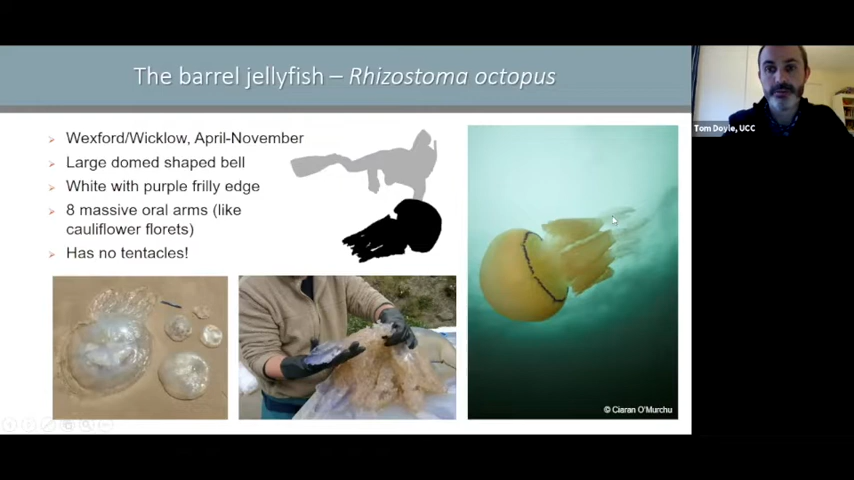 The barrel jellyfish – Rhizostoma octopus
Wexford/Wicklow, April-November
Large domed shaped bell
White with purple frilly edge
8 massive oral arms (like
cauliflower florets)
Has no tentacles!
© Ciaran O'Murchu
Tom Doyle, UCC